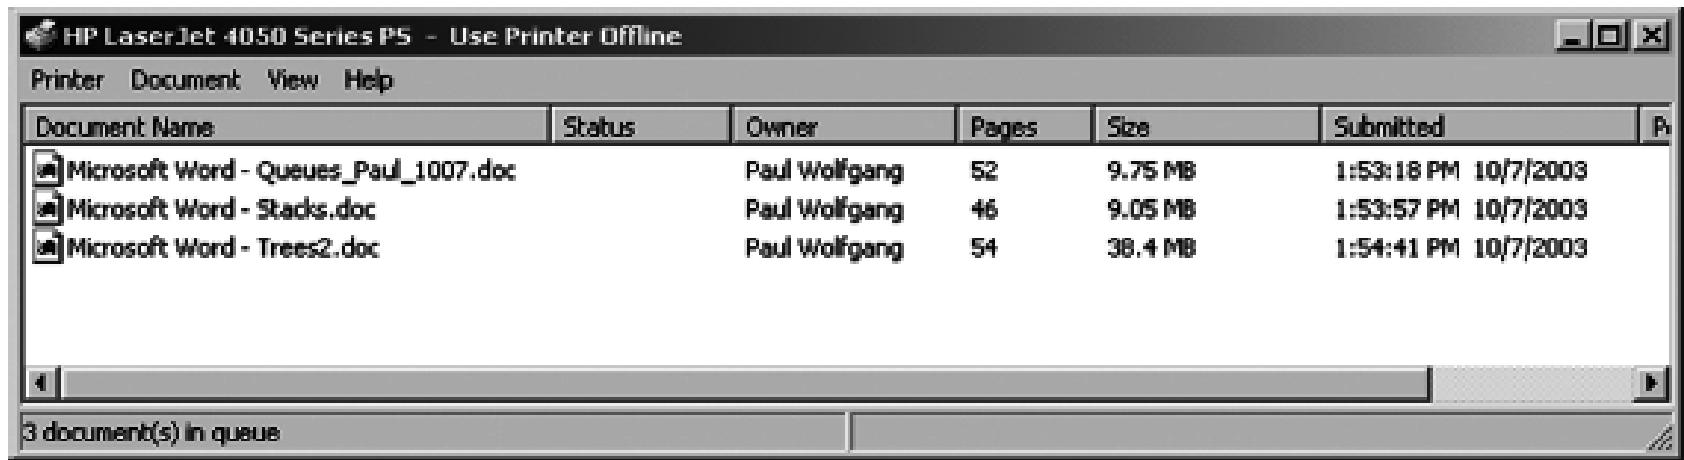 HP LaserJet 4050 Series PS - Use Printer Offline
Printer Document View Help
Document Name Status Owner Pages Size Submitted
Microsoft Word - Queues_Paul_1007.doc Paul Wolfgang 52 9.75 MB 1:53:18 PM 10/7/2003
Microsoft Word - Stacks.doc Paul Wolfgang 46 9.05 MB 1:53:57 PM 10/7/2003
Microsoft Word - Trees2.doc Paul Wolfgang 54 38.4 MB 1:54:41 PM 10/7/2003
3 document(s) in queue